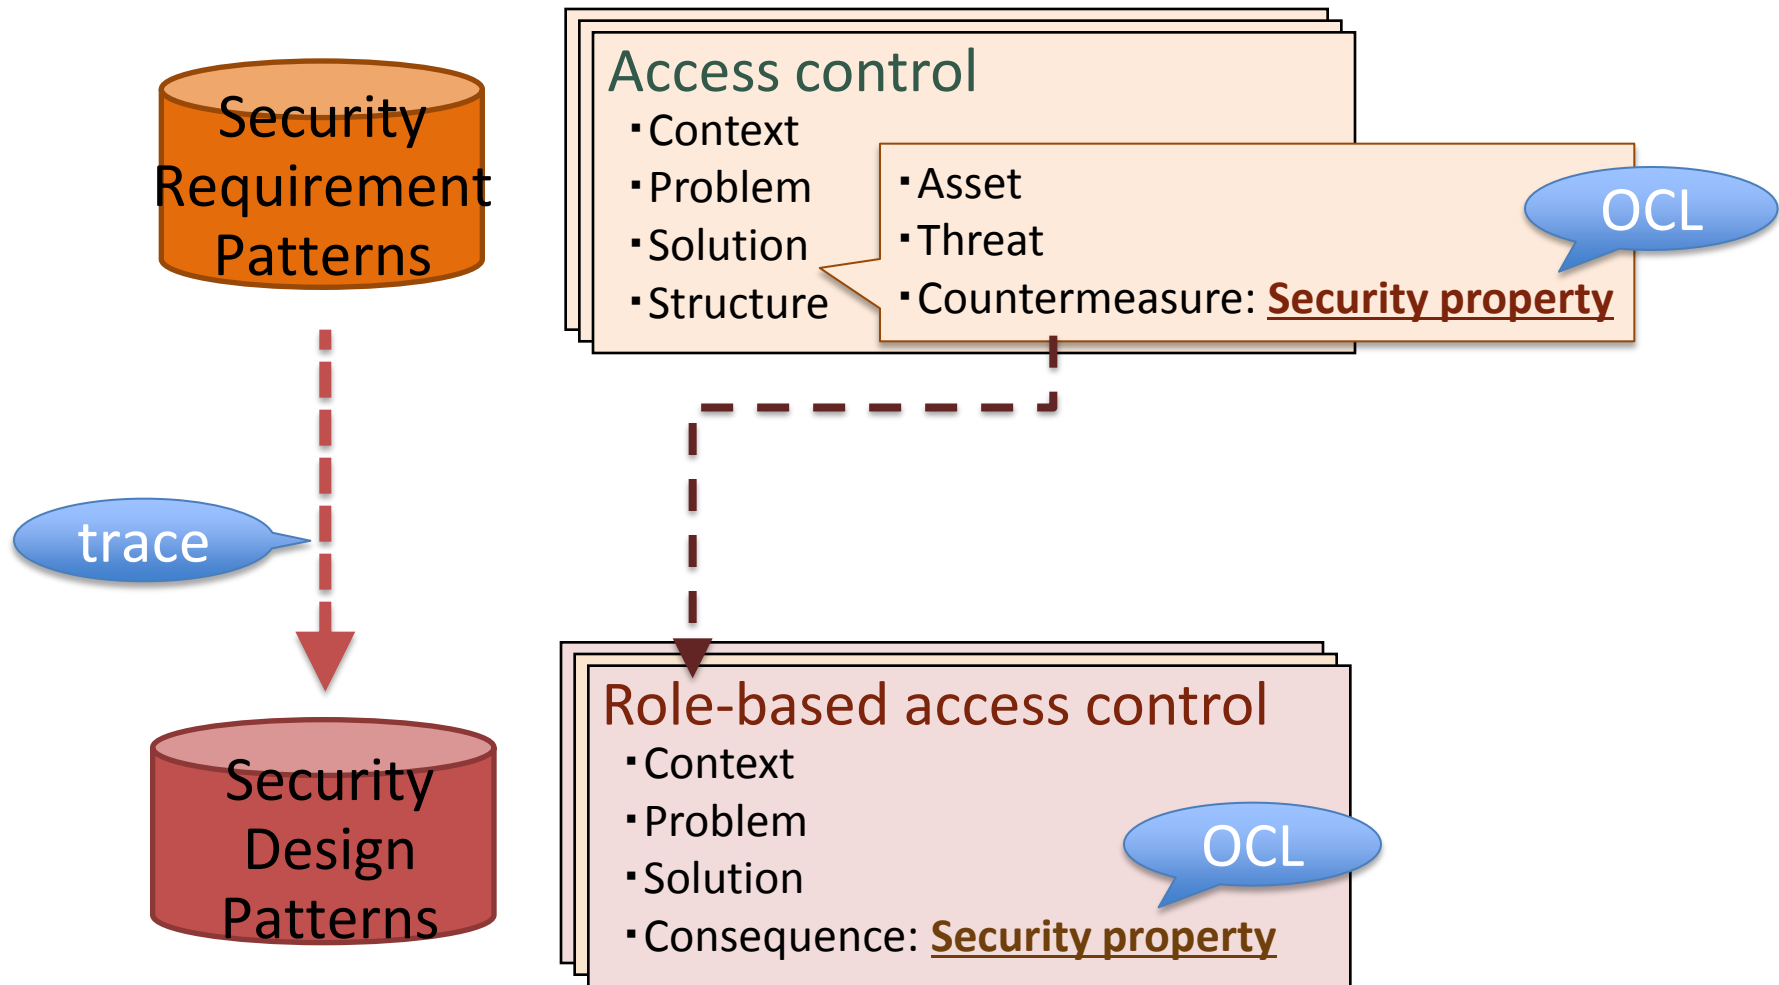 Security
Requirement
Patterns
Access control
▪Context
▪Problem
▪Solution
▪Structure
▪Asset
▪Threat
▪Countermeasure: Security property
OCL
trace
Security
Design
Patterns
Role-based access control
▪Context
▪Problem
▪Solution
▪Consequence: Security property
OCL